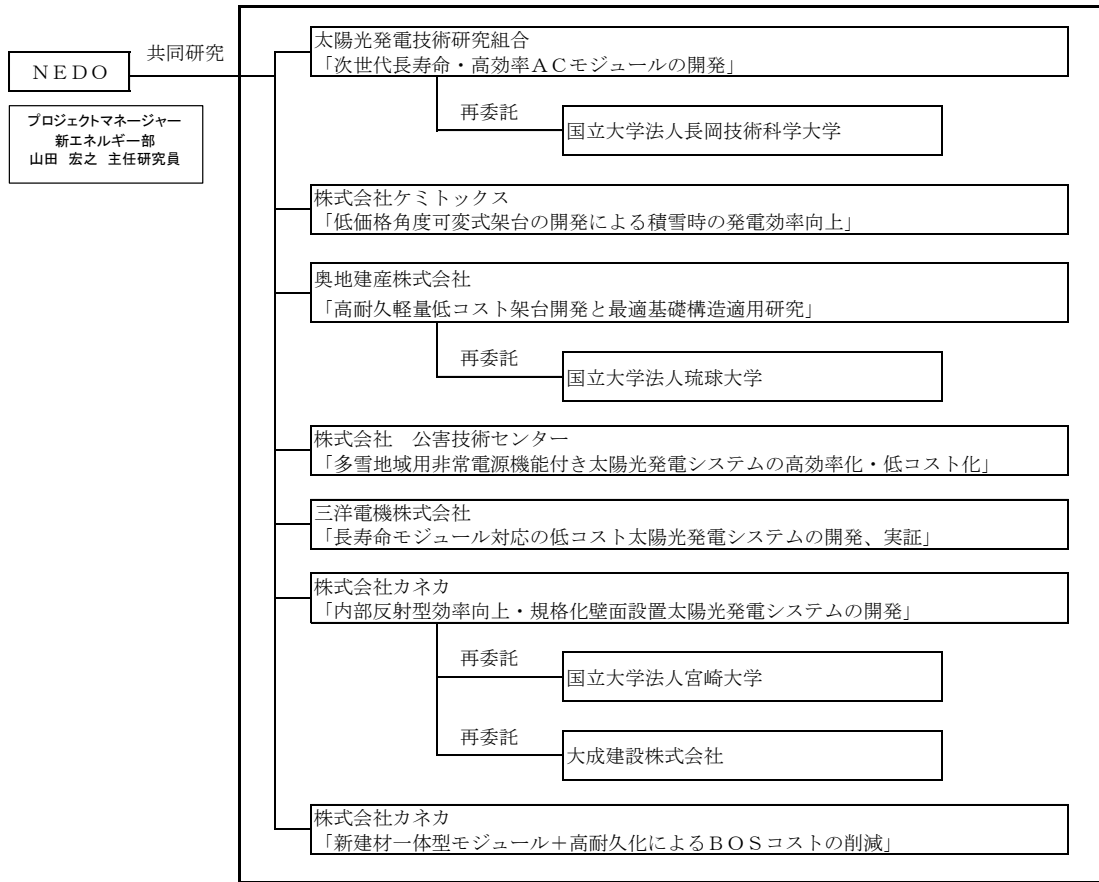 太陽光発電技術研究組合
「次世代長寿命・高効率ACモジュールの開発」
共同研究
NEDO
プロジェクトマネージャー
新エネルギー部
山田 宏之 主任研究員
再委託
国立大学法人長岡技術科学大学
株式会社ケミトックス
「低価格角度可変式架台の開発による積雪時の発電効率向上」
奥地建産株式会社
「高耐久軽量低コスト架台開発と最適基礎構造適用研究」
再委託
国立大学法人琉球大学
株式会社 公害技術センター
「多雪地域用非常電源機能付き太陽光発電システムの高効率化・低コスト化」
三洋電機株式会社
「長寿命モジュール対応の低コスト太陽光発電システムの開発、実証」
株式会社カネカ
「内部反射型効率向上・規格化壁面設置太陽光発電システムの開発」
再委託
国立大学法人宮崎大学
再委託
大成建設株式会社
株式会社カネカ
「新建材一体型モジュール＋高耐久化によるBOSコストの削減」